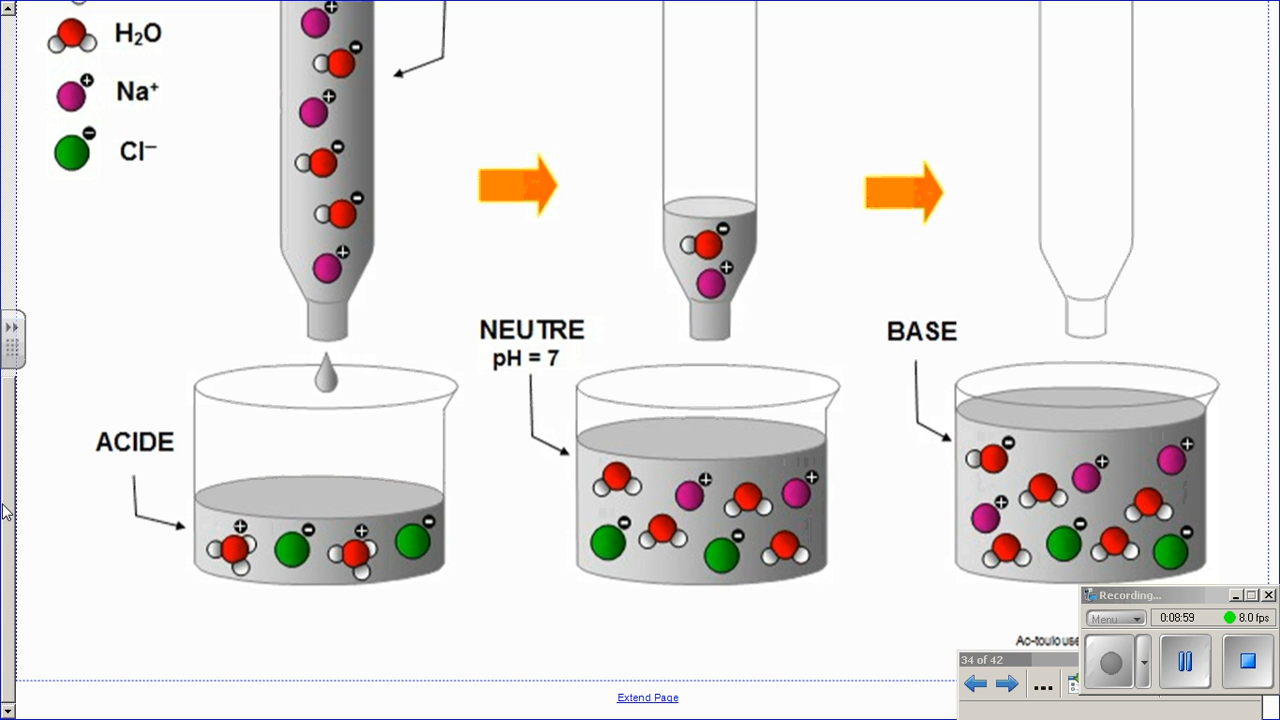 H₂O
Na⁺
Cl⁻
NEUTRE
pH = 7
BASE
ACIDE
Recording...
Menu
0:08:59
8.0 fps
34 of 42
...
Extend Page